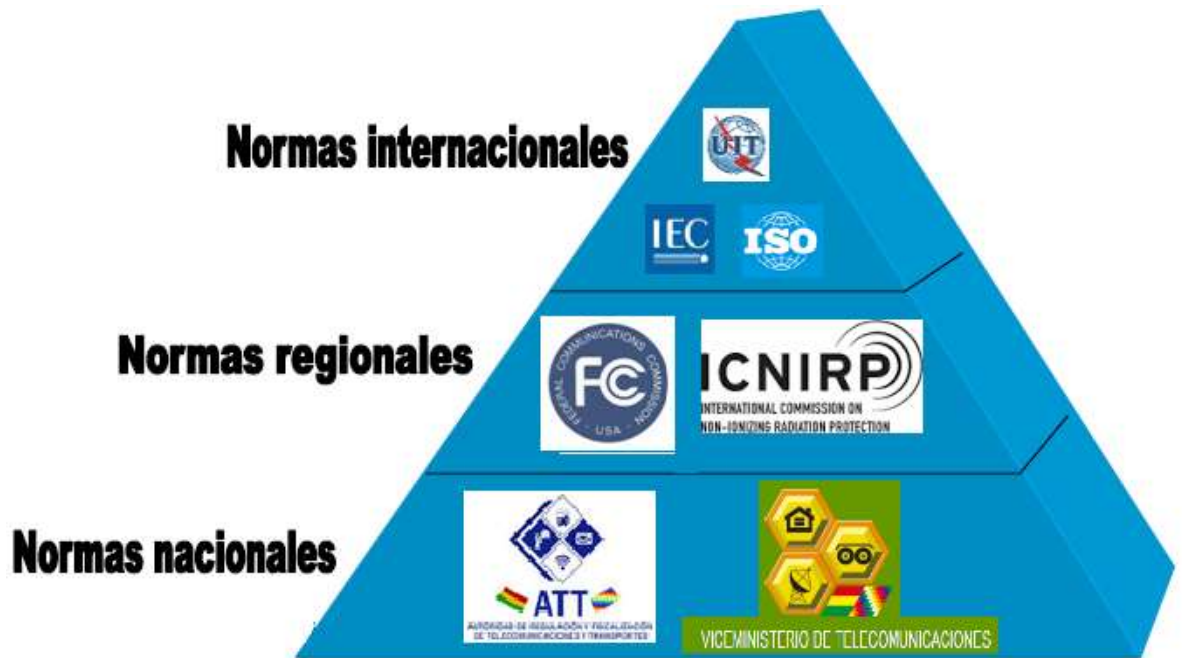 Normas internacionales
UIT
IEC
ISO
Normas regionales
FEDERAL COMMUNICATIONS COMMISSION
FCC
· USA ·
ICNIRP
INTERNATIONAL COMMISSION ON
NON-IONIZING RADIATION PROTECTION
Normas nacionales
ATT
AUTORIDAD DE REGULACIÓN Y FISCALIZACIÓN
DE TELECOMUNICACIONES Y TRANSPORTES
VICEMINISTERIO DE TELECOMUNICACIONES